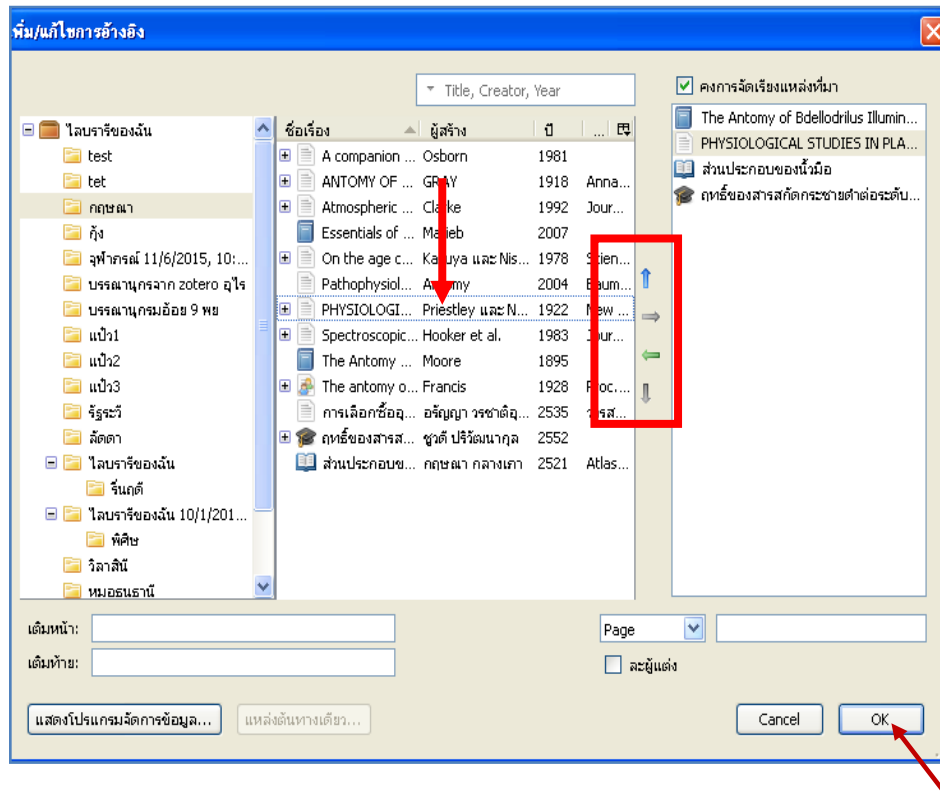 เพิ่ม/แก้ไขการอ้างอิง
Title, Creator, Year
คงการจัดเรียงแหล่งที่มา
ไลบรารีของฉัน
test
tet
กฤษณา
กุ้ง
จุฬาภรณ์ 11/6/2015, 10:...
บรรณานุกรจาก zotero อุไร
บรรณานุกรมอ้อย 9 พย
แป๋ว1
แป๋ว2
แป๋ว3
รัฐระวี
ลัดดา
ไลบรารีของฉัน
รื่นฤดี
ไลบรารีของฉัน 10/1/201...
พิศิษ
วิลาสินี
หมอธนธานี
ชื่อเรื่อง ผู้สร้าง ปี ...
A companion ... Osborn 1981
ANTOMY OF ... GRAY 1918 Anna...
Atmospheric ... Clarke 1992 Jour...
Essentials of ... Marieb 2007
On the age c... และ Nis... 1978 Scien...
Pathophysiol... 2004 Baum...
PHYSIOLOGI... Priestley และ N... 1922 New ...
Spectroscopic... Hooker et al. 1983 Jour...
The Antomy ... Moore 1895
The antomy o... Francis 1928 Proc....
การเลือกซื้ออุ... อรัญญา วรชาติอุ... 2535 วารส...
ฤทธิ์ของสารส... ชูวดี ปริวัฒนากุล 2552
ส่วนประกอบข... กฤษณา กลางเภา 2521 Atlas...
The Antomy of Bdellodrilus Illumin...
PHYSIOLOGICAL STUDIES IN PLA...
ส่วนประกอบของนิ้วมือ
ฤทธิ์ของสารสกัดกระชายดำต่อระดับ...
เติมหน้า:
เติมท้าย:
Page
ละผู้แต่ง
แสดงโปรแกรมจัดการข้อมูล...
แหล่งต้นทางเดียว...
Cancel
OK